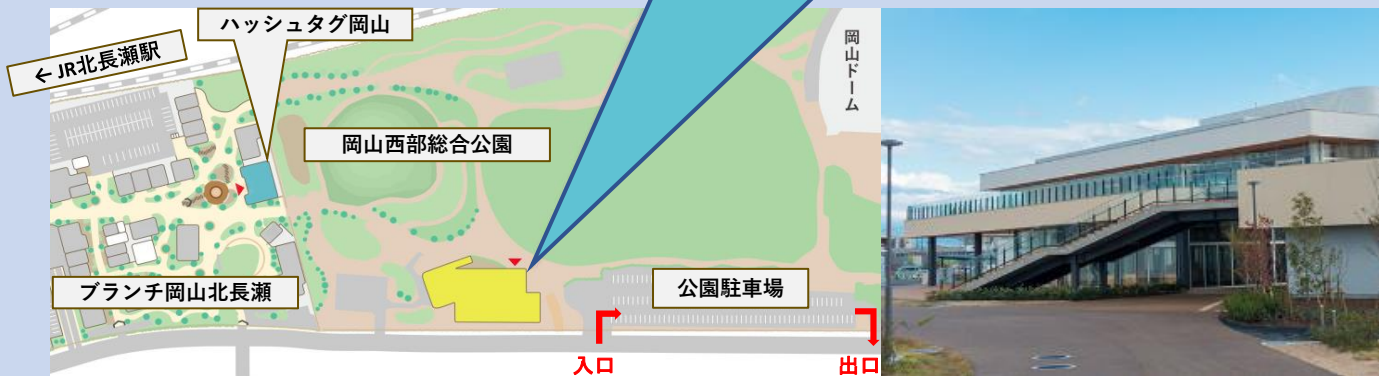 ハッシュタグ岡山
← JR北長瀬駅
岡山ドーム
岡山西部総合公園
ブランチ岡山北長瀬
公園駐車場
入口
出口